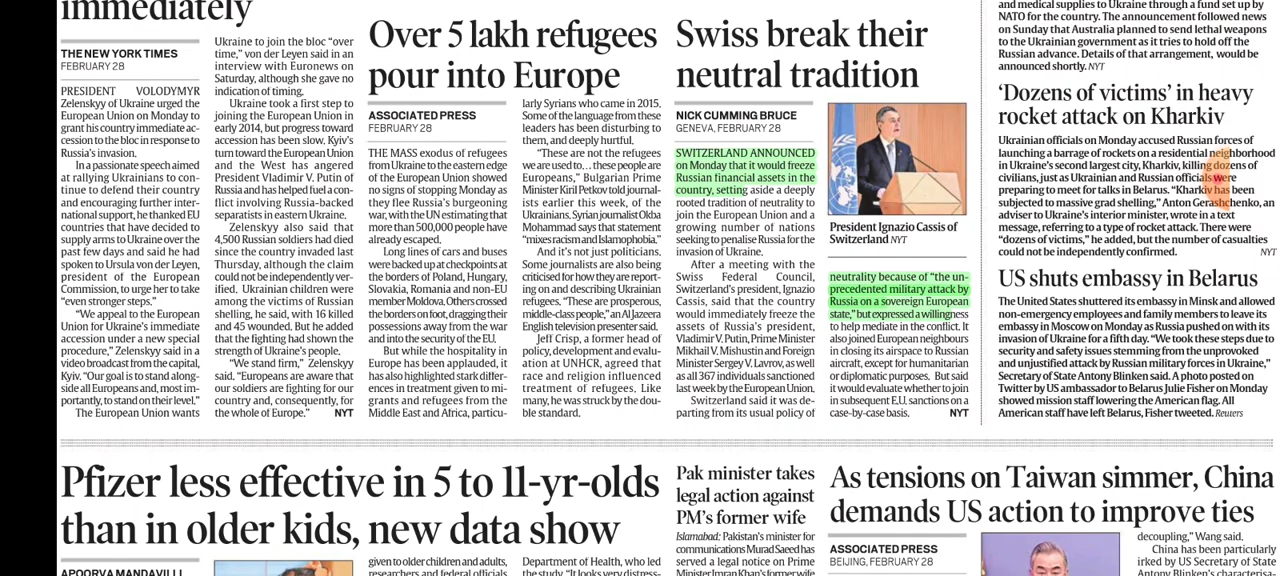 immediately
THE NEW YORK TIMES
FEBRUARY 28
PRESIDENT VOLODYMYR
Zelenskyy of Ukraine urged the
European Union on Monday to
grant his country immediate ac-
cession to the bloc in response to
Russia's invasion.
In a passionate speech aimed
at rallying Ukrainians to con-
tinue to defend their country
and encouraging further inter-
national support, he thanked EU
countries that have decided to
supply arms to Ukraine over the
past few days and said he had
spoken to Ursula von der Leyen,
president of the European
Commission, to urge her to take
“even stronger steps.”
“We appeal to the European
Union for Ukraine's immediate
accession under a new special
procedure,” Zelenskyy said in a
video broadcast from the capital,
Kyiv. “Our goal is to stand along-
side all Europeans and, most im-
portantly, to stand on their level.”
The European Union wants
Ukraine to join the bloc “over
time,” von der Leyen said in an
interview with Euronews on
Saturday, although she gave no
indication of timing.
Ukraine took a first step to
joining the European Union in
early 2014, but progress toward
accession has been slow. Kyiv's
turn toward the European Union
and the West has angered
President Vladimir V. Putin of
Russia and has helped fuel a con-
flict involving Russia-backed
separatists in eastern Ukraine.
Zelenskyy also said that
4,500 Russian soldiers had died
since the country invaded last
Thursday, although the claim
could not be independently ver-
ified. Ukrainian children were
among the victims of Russian
shelling, he said, with 16 killed
and 45 wounded. But he added
that the fighting had shown the
strength of Ukraine's people.
“We stand firm,” Zelenskyy
said. “Europeans are aware that
our soldiers are fighting for our
country and, consequently, for
the whole of Europe.” NYT
Over 5 lakh refugees
pour into Europe
ASSOCIATED PRESS
FEBRUARY 28
THE MASS exodus of refugees
from Ukraine to the eastern edge
of the European Union showed
no signs of stopping Monday as
they flee Russia's burgeoning
war, with the UN estimating that
more than 500,000 people have
already escaped.
Long lines of cars and buses
were backed up at checkpoints at
the borders of Poland, Hungary,
Slovakia, Romania and non-EU
member Moldova. Others crossed
the borders on foot, dragging their
possessions away from the war
and into the security of the EU.
But while the hospitality in
Europe has been applauded, it
has also highlighted stark differ-
ences in treatment given to mi-
grants and refugees from the
Middle East and Africa, particu-
larly Syrians who came in 2015.
Some of the language from these
leaders has been disturbing to
them, and deeply hurtful.
“These are not the refugees
we are used to… these people are
Europeans,” Bulgarian Prime
Minister Kiril Petkov told journal-
ists earlier this week, of the
Ukrainians. Syrian journalist Okba
Mohammad says that statement
“mixes racism and Islamophobia.”
And it's not just politicians.
Some journalists are also being
criticised for how they are report-
ing on and describing Ukrainian
refugees. “These are prosperous,
middle-class people,” an Al Jazeera
English television presenter said.
Jeff Crisp, a former head of
policy, development and evalu-
ation at UNHCR, agreed that
race and religion influenced
treatment of refugees, Like
many, he was struck by the dou-
ble standard.
Swiss break their
neutral tradition
NICK CUMMING BRUCE
GENEVA, FEBRUARY 28
SWITZERLAND ANNOUNCED
on Monday that it would freeze
Russian financial assets in the
country, setting aside a deeply
rooted tradition of neutrality to
join the European Union and a
growing number of nations
seeking to penalise Russia for the
invasion of Ukraine.
After a meeting with the
Swiss Federal Council,
Switzerland's president, Ignazio
Cassis, said that the country
would immediately freeze the
assets of Russia's president,
Vladimir V. Putin, Prime Minister
Mikhail V. Mishustin and Foreign
Minister Sergey V. Lavrov, as well
as all 367 individuals sanctioned
last week by the European Union.
Switzerland said it was de-
parting from its usual policy of
President Ignazio Cassis of
Switzerland NYT
neutrality because of “the un-
precedented military attack by
Russia on a sovereign European
state,” but expressed a willingness
to help mediate in the conflict. It
also joined European neighbours
in closing its airspace to Russian
aircraft, except for humanitarian
or diplomatic purposes. But said
it would evaluate whether to join
in subsequent E.U. sanctions on a
case-by-case basis. NYT
and medical supplies to Ukraine through a fund set up by
NATO for the country. The announcement followed news
on Sunday that Australia planned to send lethal weapons
to the Ukrainian government as it tries to hold off the
Russian advance. Details of that arrangement, would be
announced shortly. NYT
‘Dozens of victims’ in heavy
rocket attack on Kharkiv
Ukrainian officials on Monday accused Russian forces of
launching a barrage of rockets on a residential neighborhood
in Ukraine's second largest city, Kharkiv, killing dozens of
civilians, just as Ukrainian and Russian officials were
preparing to meet for talks in Belarus. “Kharkiv has been
subjected to massive grad shelling,” Anton Gerashchenko, an
adviser to Ukraine's interior minister, wrote in a text
message, referring to a type of rocket attack. There were
“dozens of victims,” he added, but the number of casualties
could not be independently confirmed. NYT
US shuts embassy in Belarus
The United States shuttered its embassy in Minsk and allowed
non-emergency employees and family members to leave its
embassy in Moscow on Monday as Russia pushed on with its
invasion of Ukraine for a fifth day. “We took these steps due to
security and safety issues stemming from the unprovoked
and unjustified attack by Russian military forces in Ukraine,”
Secretary of State Antony Blinken said. A photo posted on
Twitter by US ambassador to Belarus Julie Fisher on Monday
showed mission staff lowering the American flag. All
American staff have left Belarus, Fisher tweeted. Reuters
Pfizer less effective in 5 to 11-yr-olds
than in older kids, new data show
APOORVA MANDAVILLI
given to older children and adults,
researchers and federal officials
Department of Health, who led
the study. “It looks very distress-
Pak minister takes
legal action against
PM's former wife
Islamabad: Pakistan's minister for
communications Murad Saeed has
served a legal notice on Prime
Minister Imran Khan's former wife
As tensions on Taiwan simmer, China
demands US action to improve ties
ASSOCIATED PRESS
BEIJING, FEBRUARY 28
decoupling,” Wang said.
China has been particularly
irked by US Secretary of State
Antony Blinken's characterisa-